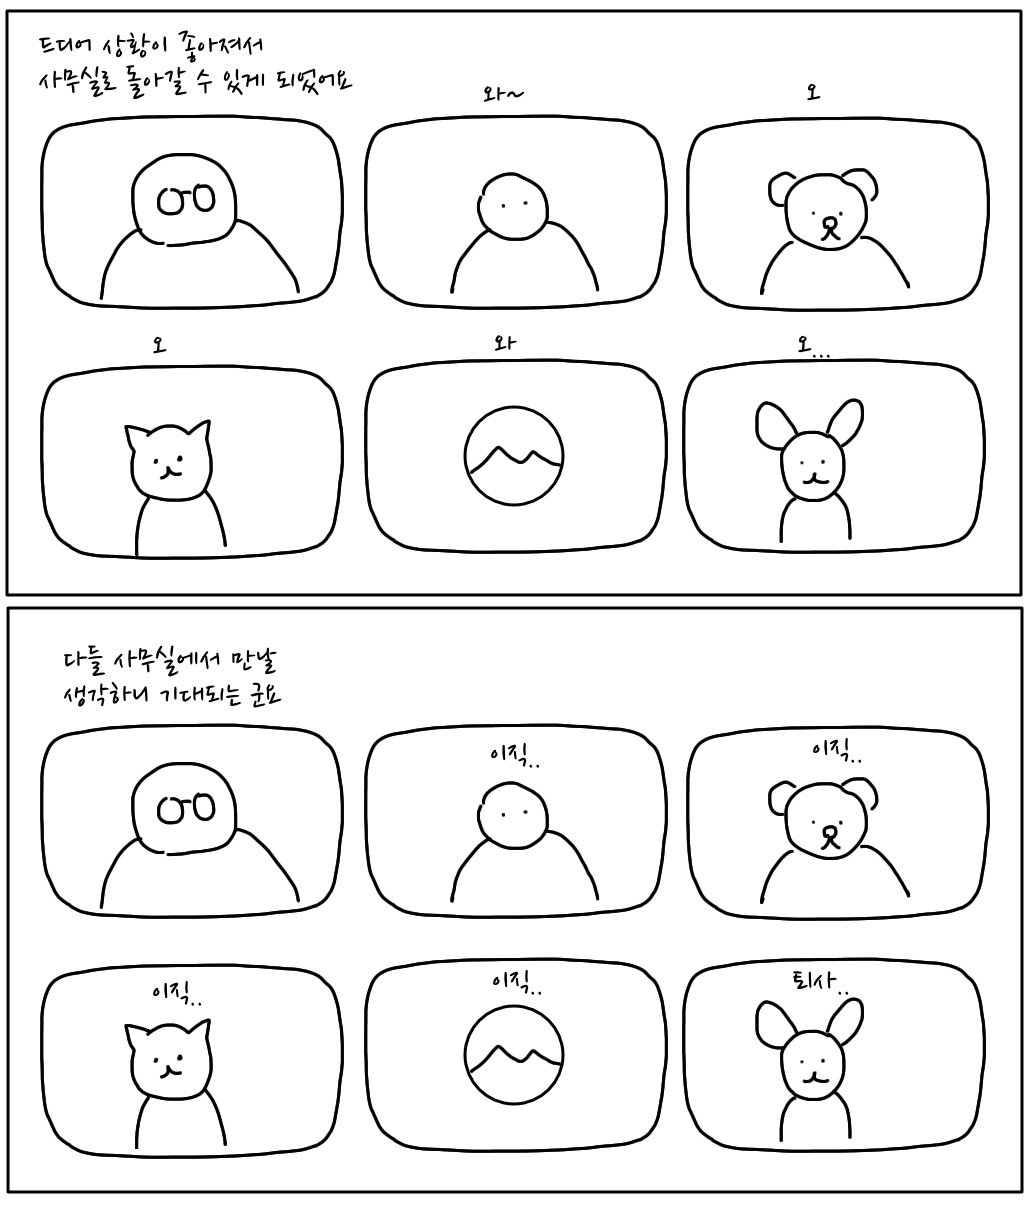 드디어 상황이 좋아져서
사무실로 돌아갈 수 있게 되었어요
와~
오
오
와
오...
다들 사무실에서 만날
생각하니 기대되는 군요
이직..
이직..
이직..
이직..
퇴사..